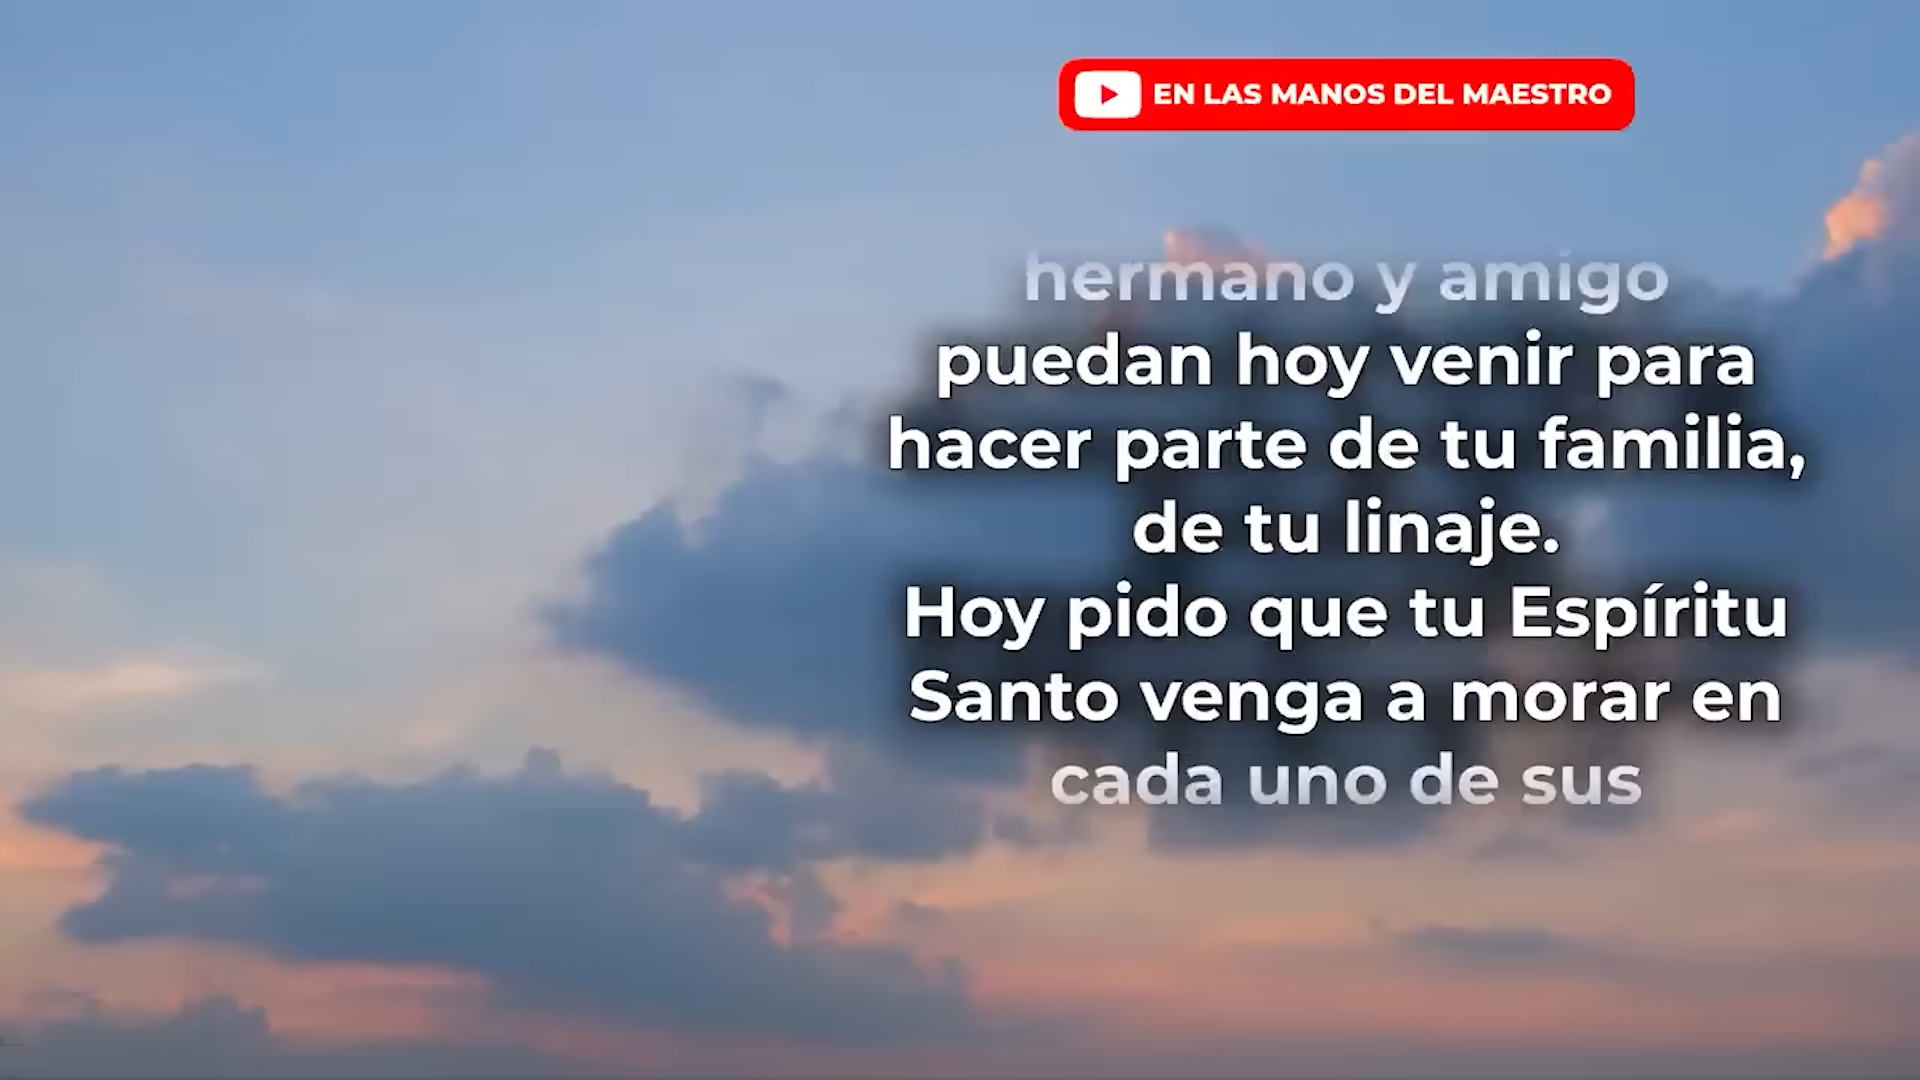 EN LAS MANOS DEL MAESTRO
hermano y amigo
puedan hoy venir para
hacer parte de tu familia,
de tu linaje.
Hoy pido que tu Espíritu
Santo venga a morar en
cada uno de sus